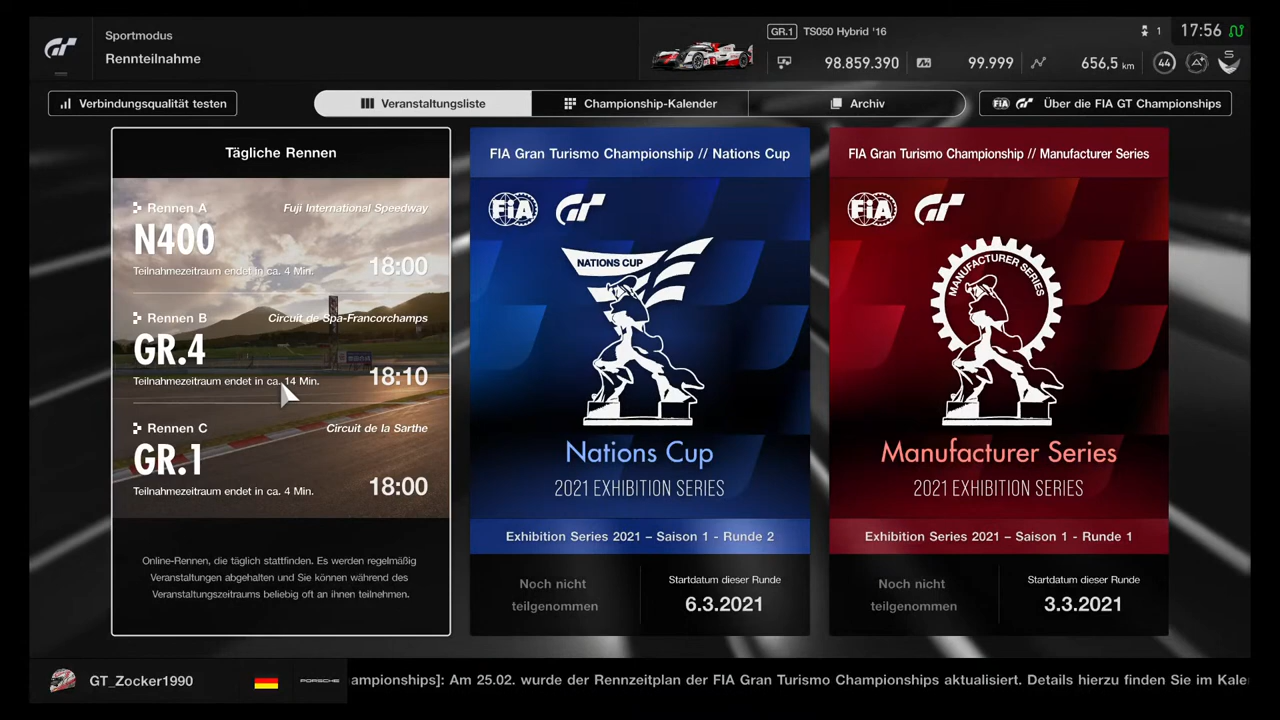 Sportmodus
Rennteilnahme
GR.1 TS050 Hybrid '16
1
17:56
98.859.390
99.999
656,5 km
44
A+
S
Verbindungsqualität testen
Veranstaltungsliste
Championship-Kalender
Archiv
FIA GT Über die FIA GT Championships
Tägliche Rennen
Rennen A Fuji International Speedway
N400
Teilnahmezeitraum endet in ca. 4 Min. 18:00
Rennen B Circuit de Spa-Francorchamps
GR.4
Teilnahmezeitraum endet in ca. 14 Min. 18:10
Rennen C Circuit de la Sarthe
GR.1
Teilnahmezeitraum endet in ca. 4 Min. 18:00
Online-Rennen, die täglich stattfinden. Es werden regelmäßig
Veranstaltungen abgehalten und Sie können während des
Veranstaltungszeitraums beliebig oft an ihnen teilnehmen.
FIA Gran Turismo Championship // Nations Cup
FIA GT
NATIONS CUP
Nations Cup
2021 EXHIBITION SERIES
Exhibition Series 2021 – Saison 1 - Runde 2
Noch nicht
teilgenommen
Startdatum dieser Runde
6.3.2021
FIA Gran Turismo Championship // Manufacturer Series
FIA GT
MANUFACTURER SERIES
Manufacturer Series
2021 EXHIBITION SERIES
Exhibition Series 2021 – Saison 1 - Runde 1
Noch nicht
teilgenommen
Startdatum dieser Runde
3.3.2021
GT_Zocker1990
PORSCHE
ampionships]: Am 25.02. wurde der Rennzeitplan der FIA Gran Turismo Championships aktualisiert. Details hierzu finden Sie im Kale